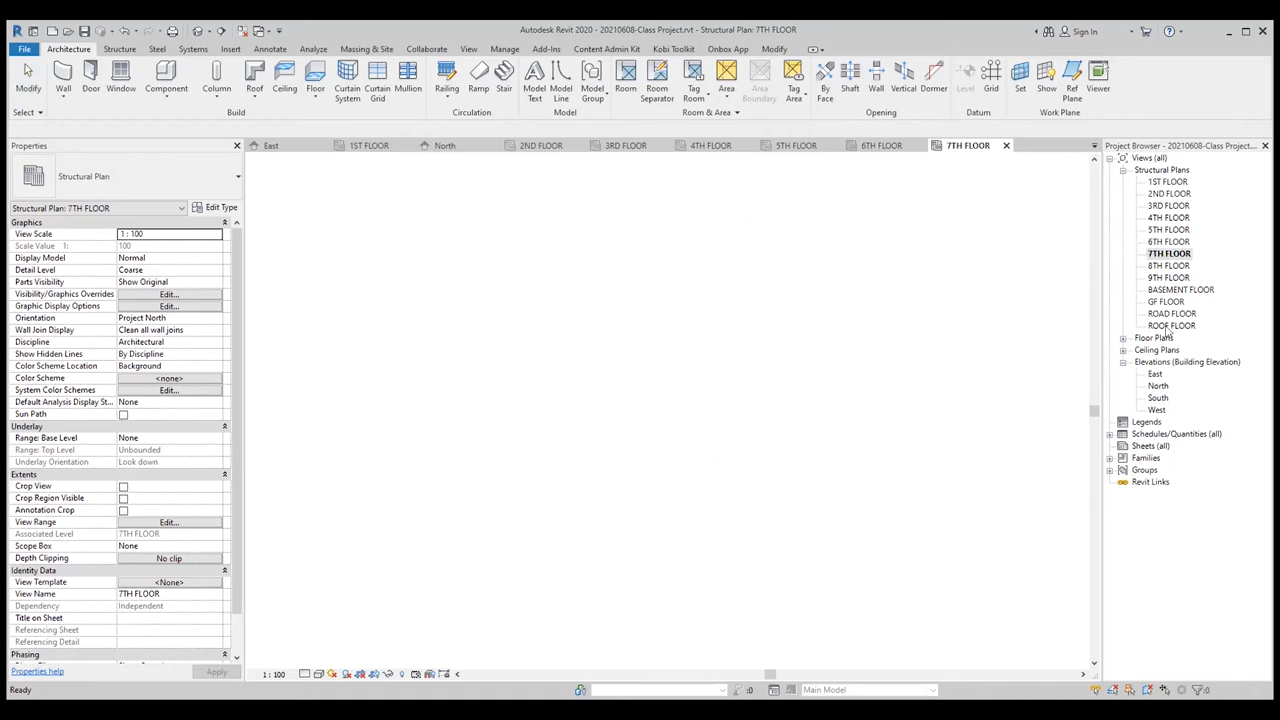 Autodesk Revit 2020 - 20210608-Class Project.rvt - Structural Plan: 7TH FLOOR
Sign In
File Architecture Structure Steel Systems Insert Annotate Analyze Massing & Site Collaborate View Manage Add-Ins Content Admin Kit Kobi Toolkit Onbox App Modify
Modify Wall Door Window Component Column Roof Ceiling Floor Curtain System Curtain Grid Mullion Railing Ramp Stair Model Text Model Line Model Group Room Room Separator Tag Room Area Area Boundary Tag Area By Face Shaft Wall Vertical Dormer Level Grid Set Show Ref Plane Viewer
Select Build Circulation Model Room & Area Opening Datum Work Plane
Properties
East 1ST FLOOR North 2ND FLOOR 3RD FLOOR 4TH FLOOR 5TH FLOOR 6TH FLOOR 7TH FLOOR
Structural Plan
Structural Plan: 7TH FLOOR Edit Type
Graphics
View Scale 1 : 100
Scale Value 1: 100
Display Model Normal
Detail Level Coarse
Parts Visibility Show Original
Visibility/Graphics Overrides Edit...
Graphic Display Options Edit...
Orientation Project North
Wall Join Display Clean all wall joins
Discipline Architectural
Show Hidden Lines By Discipline
Color Scheme Location Background
Color Scheme <none>
System Color Schemes Edit...
Default Analysis Display St... None
Sun Path
Underlay
Range: Base Level None
Range: Top Level Unbounded
Underlay Orientation Look down
Extents
Crop View
Crop Region Visible
Annotation Crop
View Range Edit...
Associated Level 7TH FLOOR
Scope Box None
Depth Clipping No clip
Identity Data
View Template <None>
View Name 7TH FLOOR
Dependency Independent
Title on Sheet
Referencing Sheet
Referencing Detail
Phasing
Properties help Apply
Project Browser - 20210608-Class Project...
Views (all)
Structural Plans
1ST FLOOR
2ND FLOOR
3RD FLOOR
4TH FLOOR
5TH FLOOR
6TH FLOOR
7TH FLOOR
8TH FLOOR
9TH FLOOR
BASEMENT FLOOR
GF FLOOR
ROAD FLOOR
ROOF FLOOR
Floor Plans
Ceiling Plans
Elevations (Building Elevation)
East
North
South
West
Legends
Schedules/Quantities (all)
Sheets (all)
Families
Groups
Revit Links
1 : 100
Ready :0 Main Model :0